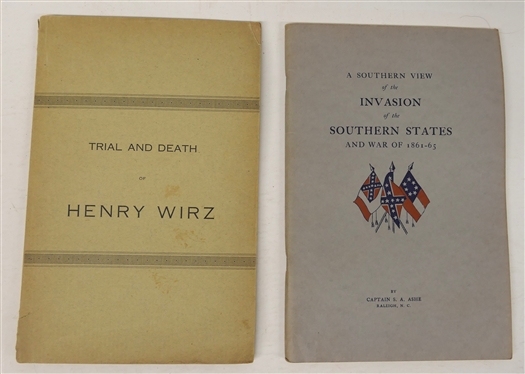 TRIAL AND DEATH
OF
HENRY WIRZ
A SOUTHERN VIEW
of the
INVASION
of the
SOUTHERN STATES
AND WAR OF 1861-65
BY
CAPTAIN S. A. ASHE
RALEIGH, N. C.